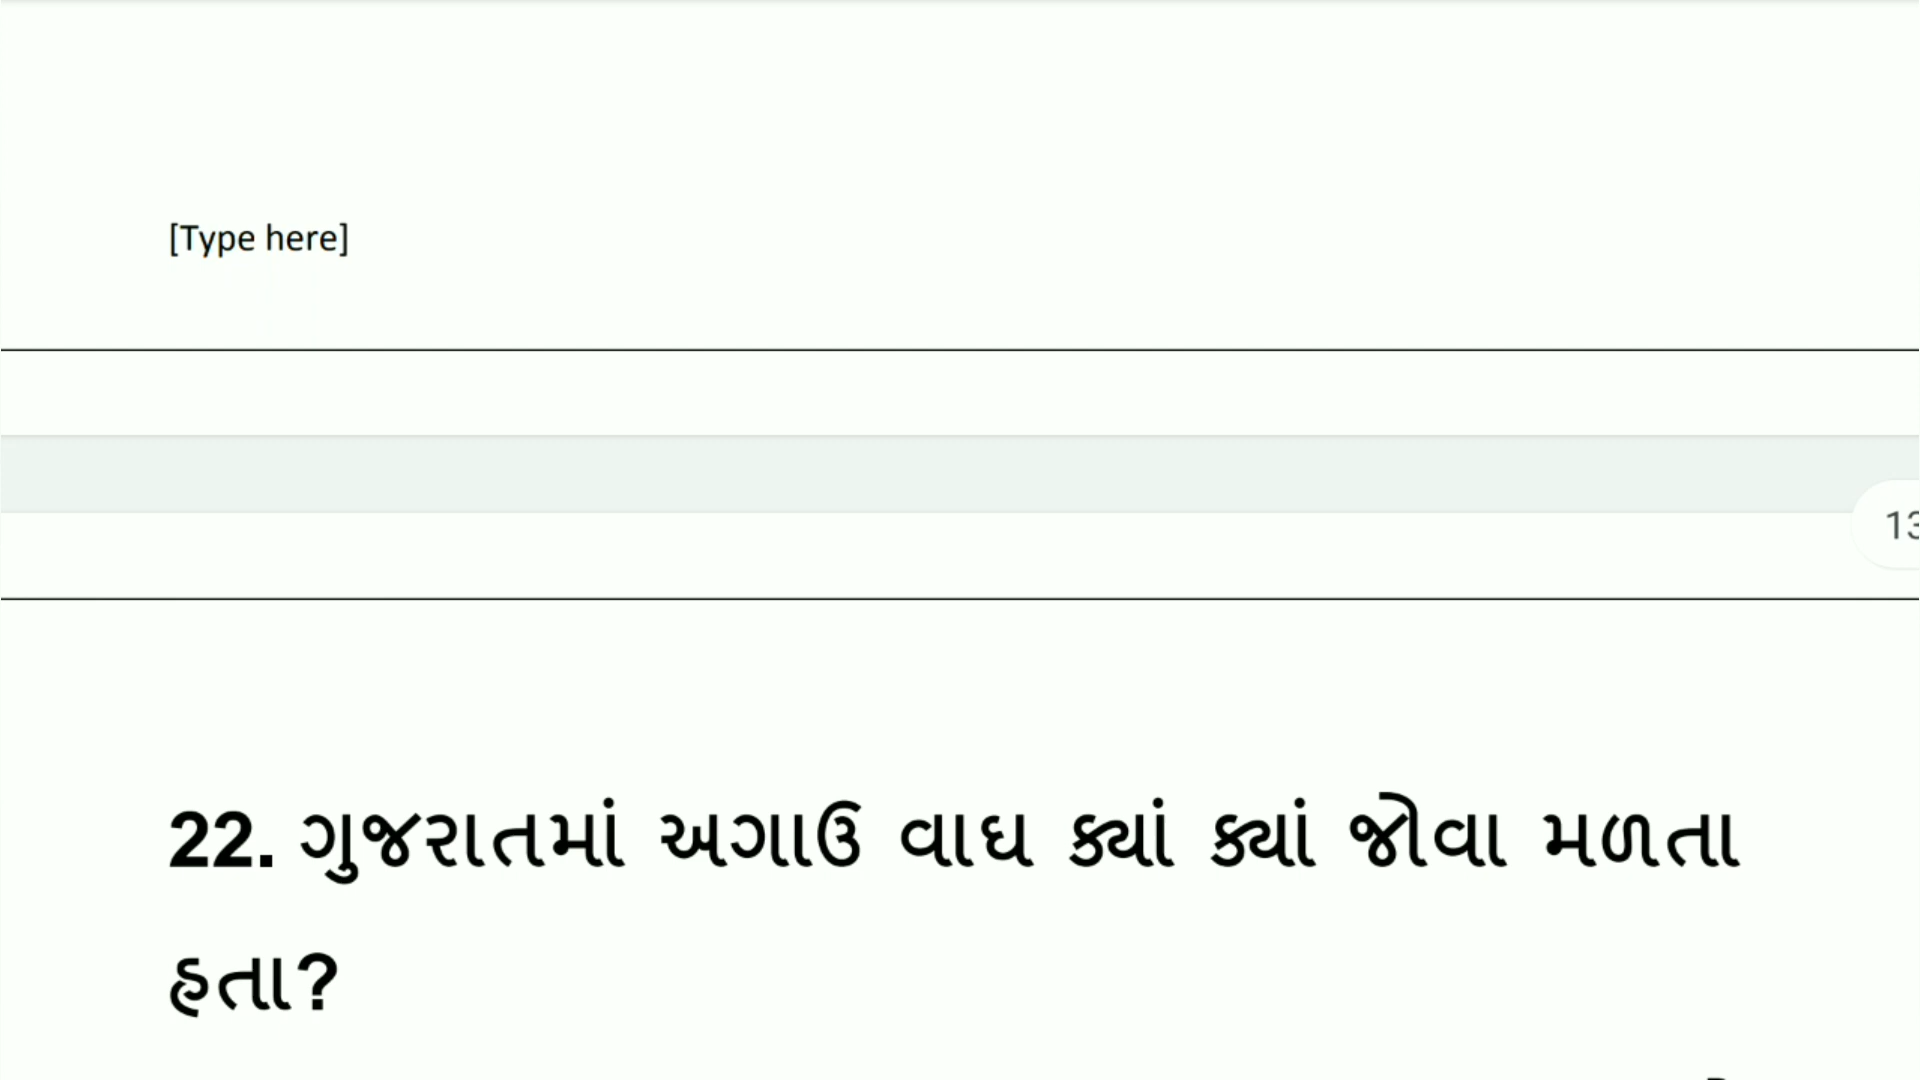 [Type here]
13
22. ગુજરાતમાં અગાઉ વાઘ ક્યાં ક્યાં જોવા મળતા
હતા?